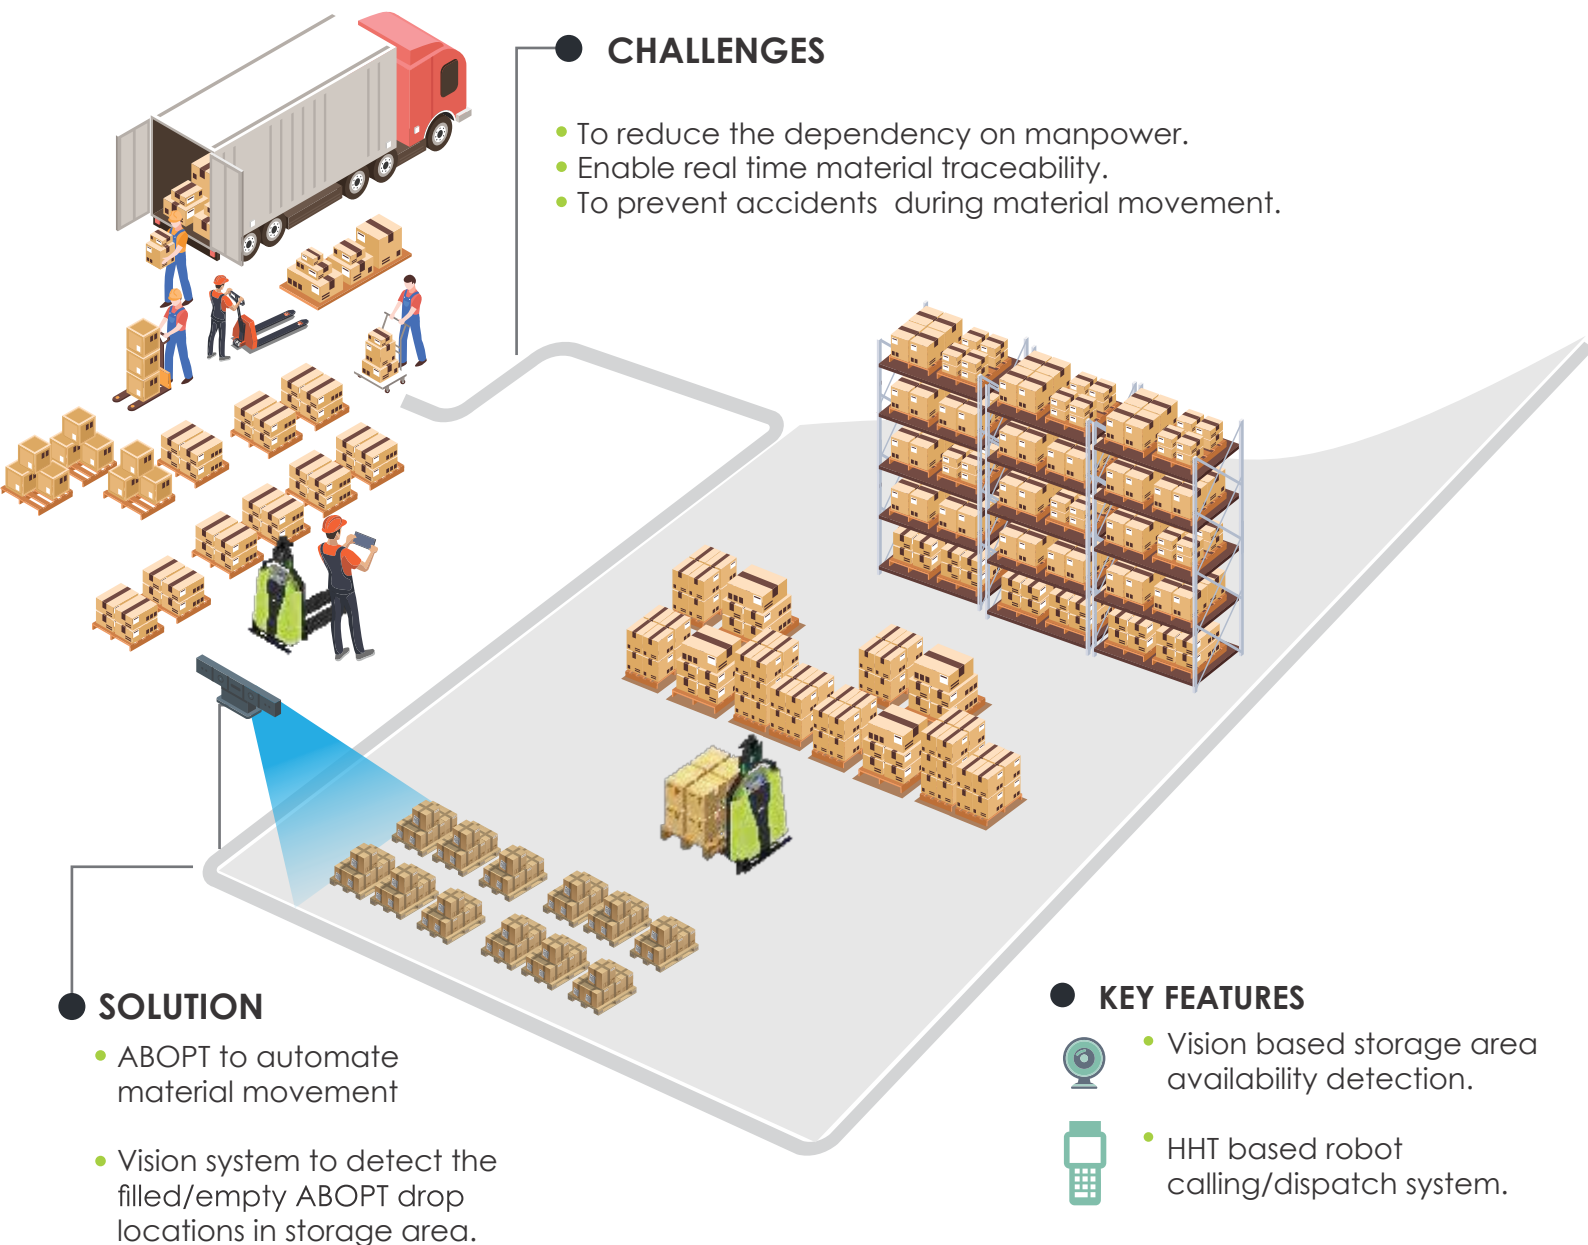 CHALLENGES
• To reduce the dependency on manpower.
• Enable real time material traceability.
• To prevent accidents during material movement.
SOLUTION
• ABOPT to automate
material movement
• Vision system to detect the
filled/empty ABOPT drop
locations in storage area.
KEY FEATURES
• Vision based storage area
availability detection.
• HHT based robot
calling/dispatch system.